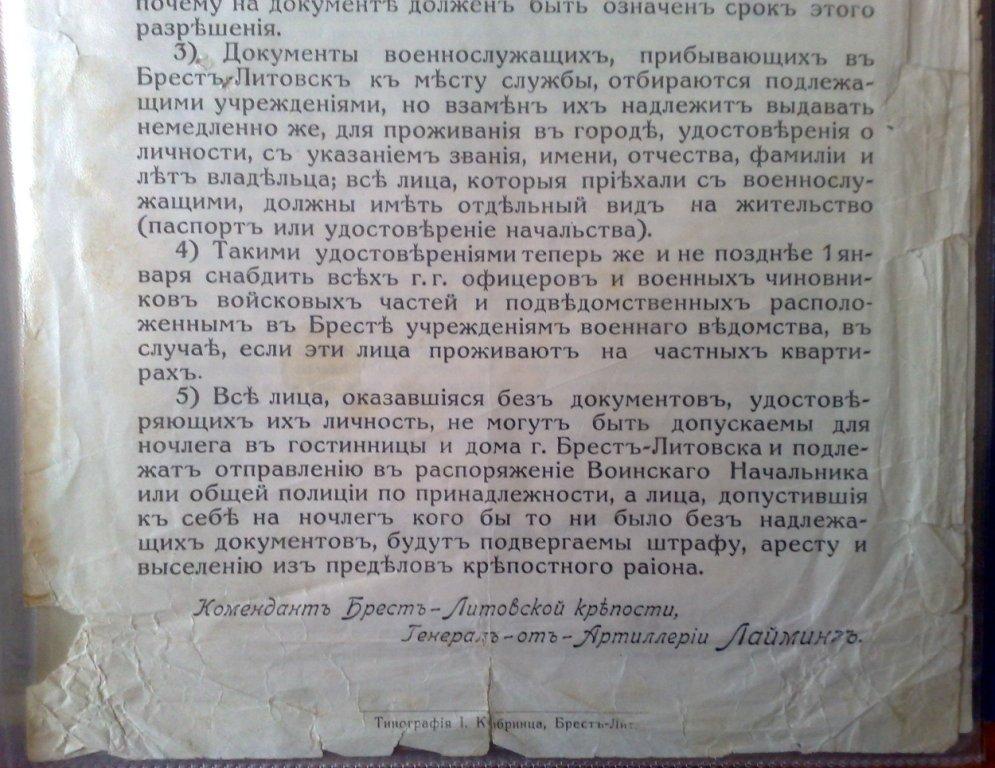 почему на документѣ долженъ быть означенъ срокъ этого
разрѣшенія.
3) Документы военнослужащихъ, прибывающихъ въ
Брестъ-Литовскъ къ мѣсту службы, отбираются подлежа-
щими учрежденіями, но взамѣнъ ихъ надлежитъ выдавать
немедленно же, для проживанія въ городѣ, удостовѣренія о
личности, съ указаніемъ званія, имени, отчества, фамиліи и
лѣтъ владѣльца; всѣ лица, которыя пріѣхали съ военнослу-
жащими, должны имѣть отдѣльный видъ на жительство
(паспортъ или удостовѣреніе начальства).
4) Такими удостовѣреніями теперь же и не позднѣе 1 ян-
варя снабдить всѣхъ г.г. офицеровъ и военныхъ чиновни-
ковъ войсковыхъ частей и подвѣдомственныхъ располо-
женнымъ въ Брестѣ учрежденіямъ военнаго вѣдомства, въ
случаѣ, если эти лица проживаютъ на частныхъ кварти-
рахъ.
5) Всѣ лица, оказавшіяся безъ документовъ, удостовѣ-
ряющихъ ихъ личность, не могутъ быть допускаемы для
ночлега въ гостинницы и дома г. Брестъ-Литовска и подле-
жатъ отправленію въ распоряженіе Воинскаго Начальника
или общей полиціи по принадлежности, а лица, допустившія
къ себѣ на ночлегъ кого бы то ни было безъ надлежа-
щихъ документовъ, будутъ подвергаемы штрафу, аресту и
выселенію изъ предѣловъ крѣпостного раіона.
Комендантъ Брестъ-Литовской крѣпости,
Генералъ-отъ-Артиллеріи Лаймингъ.
Типографія І. Кобринца, Брестъ-Лит.